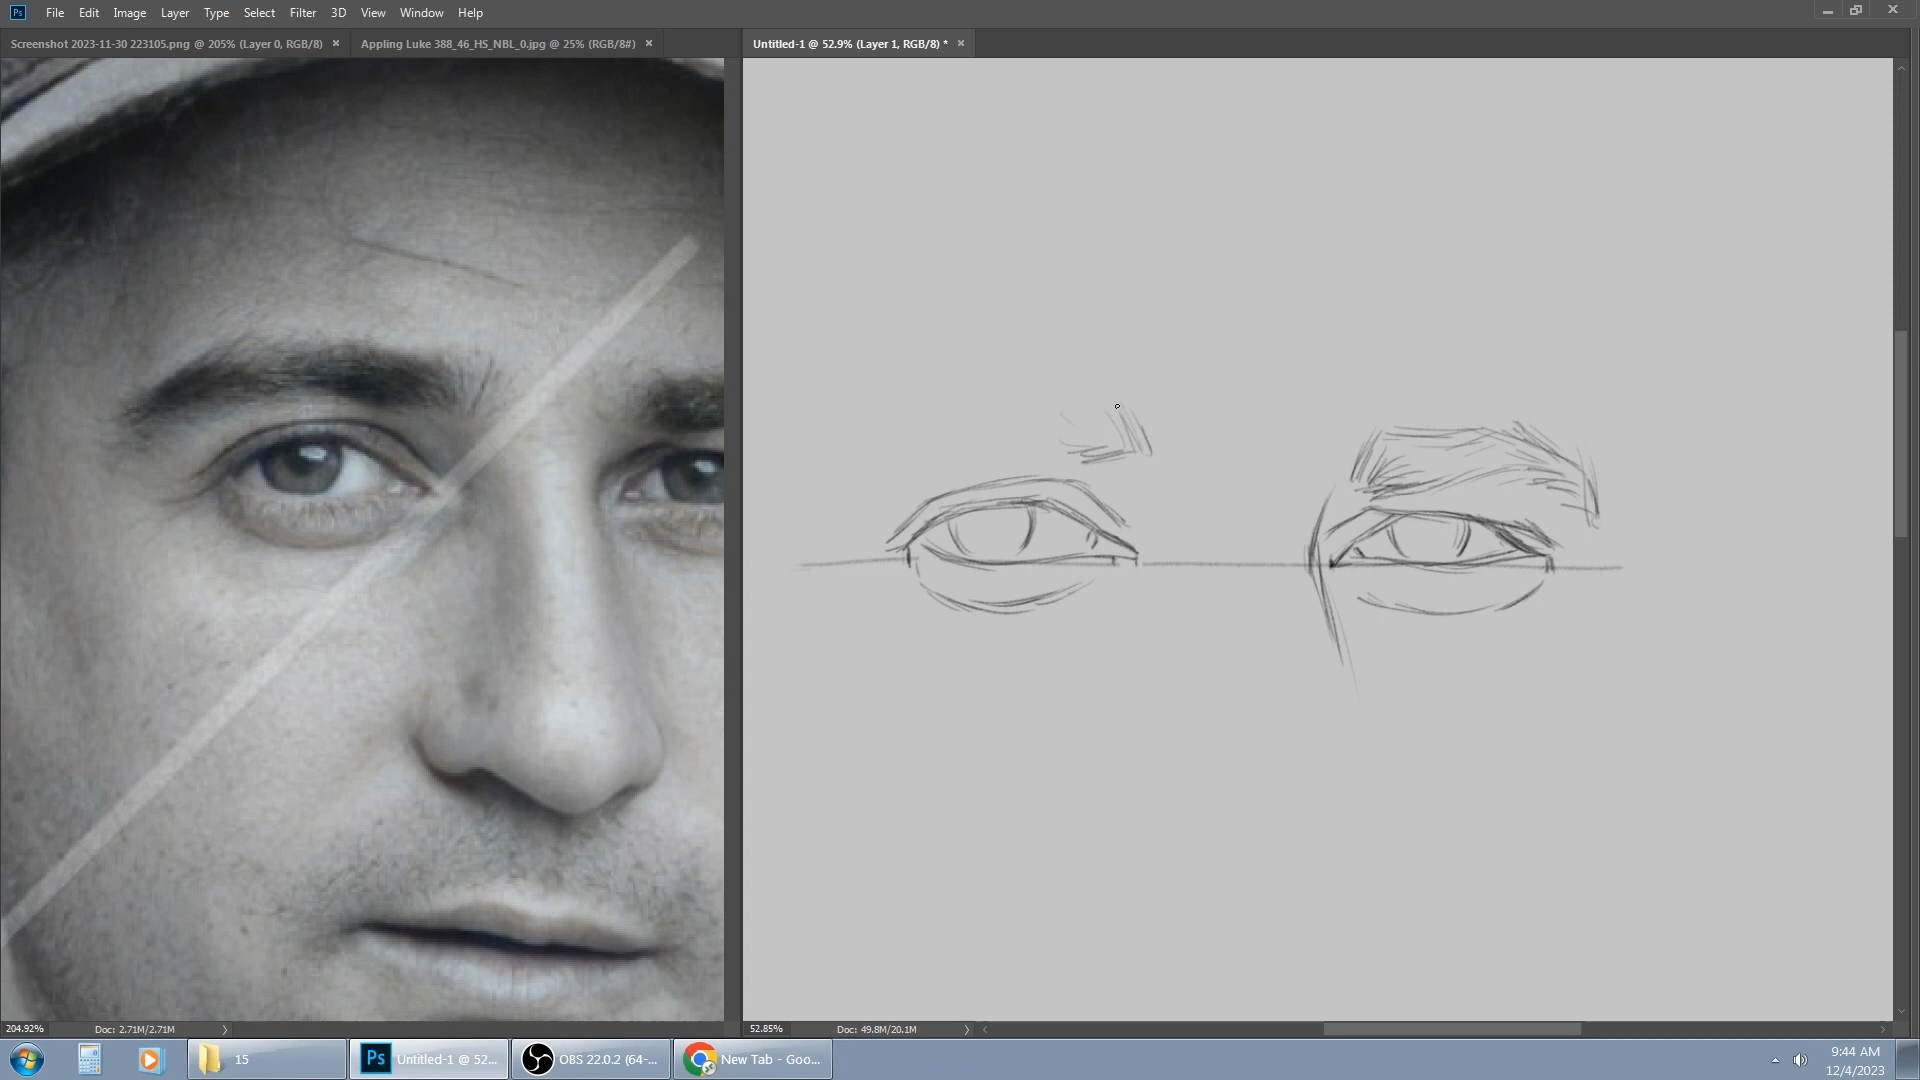 Ps File Edit Image Layer Type Select Filter 3D View Window Help
Screenshot 2023-11-30 223105.png @ 205% (Layer 0, RGB/8) × Appling Luke 388_46_HS_NBL_0.jpg @ 25% (RGB/8#) × Untitled-1 @ 52.9% (Layer 1, RGB/8) * ×
204.92% Doc: 2.71M/2.71M 52.85% Doc: 49.8M/20.1M
15 Ps Untitled-1 @ 52... OBS 22.0.2 (64-... New Tab - Goo... 9:44 AM
12/4/2023